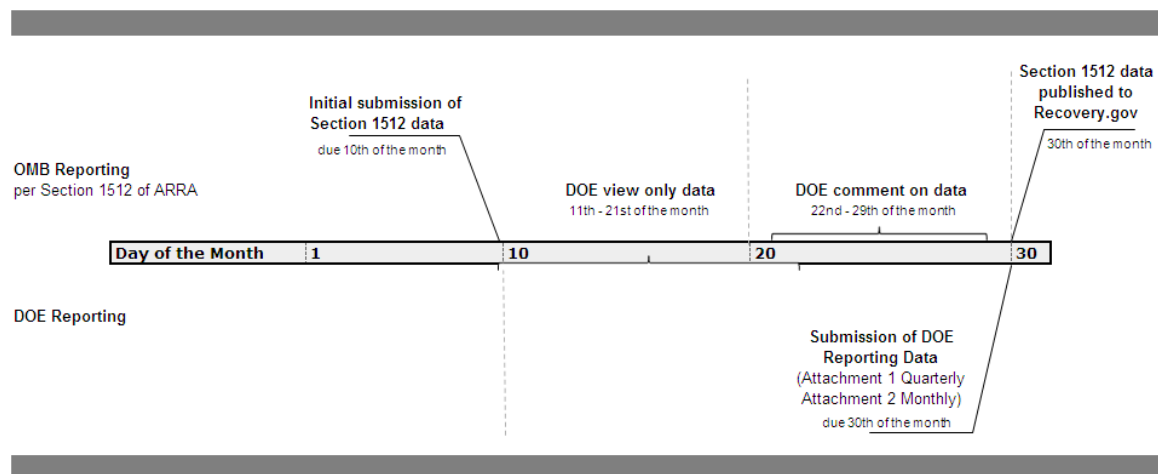 Initial submission of
Section 1512 data
due 10th of the month
Section 1512 data
published to
Recovery.gov
30th of the month
OMB Reporting
per Section 1512 of ARRA
DOE view only data
11th - 21st of the month
DOE comment on data
22nd - 29th of the month
Day of the Month 1 10 20 30
DOE Reporting
Submission of DOE
Reporting Data
(Attachment 1 Quarterly
Attachment 2 Monthly)
due 30th of the month